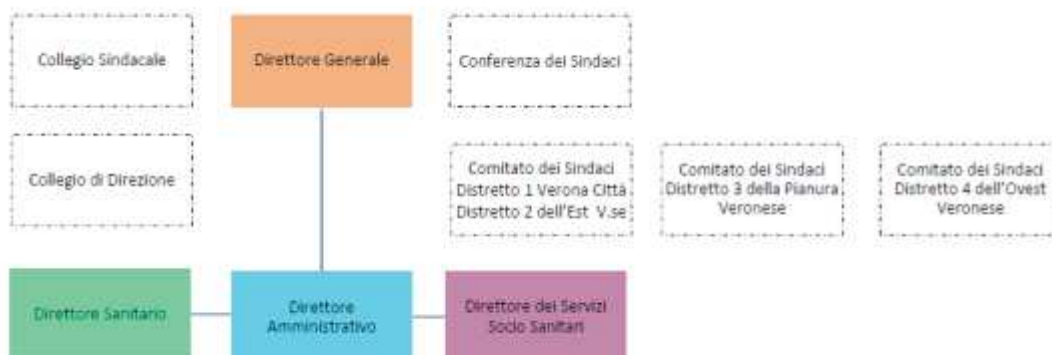 Collegio Sindacale
Direttore Generale
Conferenza dei Sindaci
Collegio di Direzione
Comitato dei Sindaci
Distretto 1 Verona Città
Distretto 2 dell'Est V.se
Comitato dei Sindaci
Distretto 3 della Pianura
Veronese
Comitato dei Sindaci
Distretto 4 dell'Ovest
Veronese
Direttore Sanitario
Direttore
Amministrativo
Direttore dei Servizi
Socio Sanitari